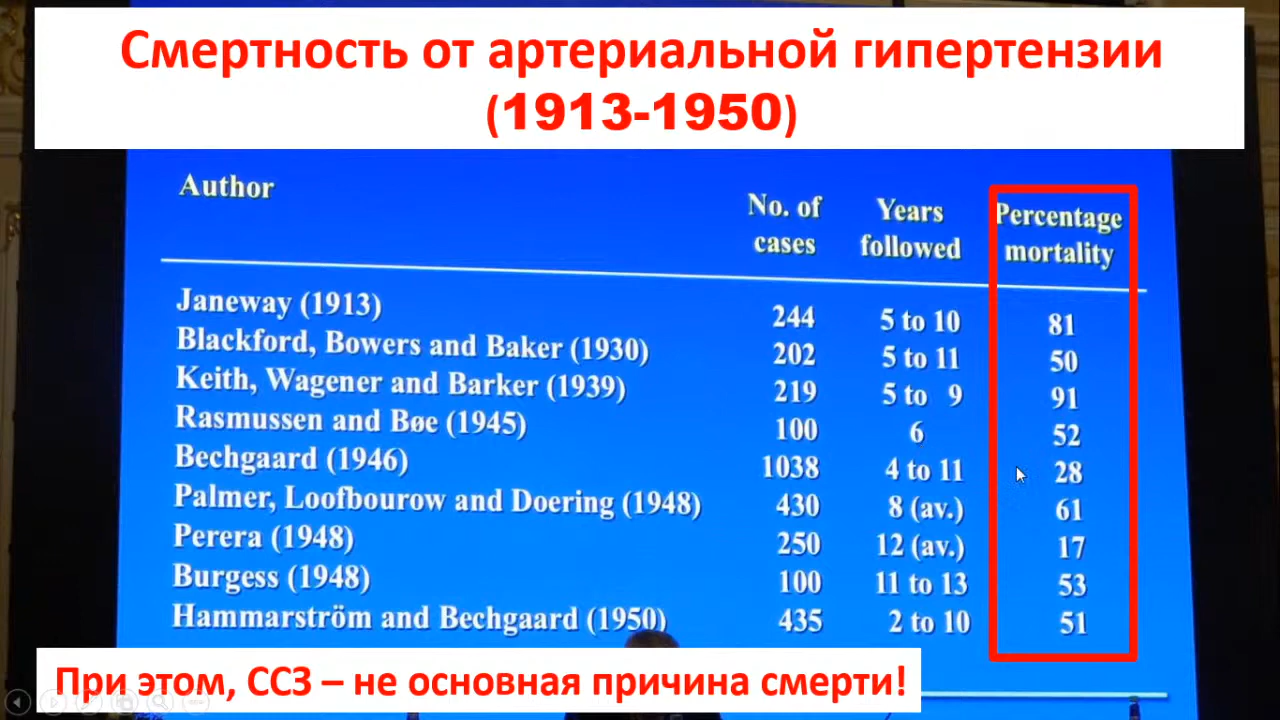 Смертность от артериальной гипертензии
(1913-1950)
Author No. of cases Years followed Percentage mortality
Janeway (1913) 244 5 to 10 81
Blackford, Bowers and Baker (1930) 202 5 to 11 50
Keith, Wagener and Barker (1939) 219 5 to 9 91
Rasmussen and Bøe (1945) 100 6 52
Bechgaard (1946) 1038 4 to 11 28
Palmer, Loofbourow and Doering (1948) 430 8 (av.) 61
Perera (1948) 250 12 (av.) 17
Burgess (1948) 100 11 to 13 53
Hammarström and Bechgaard (1950) 435 2 to 10 51
При этом, ССЗ – не основная причина смерти!